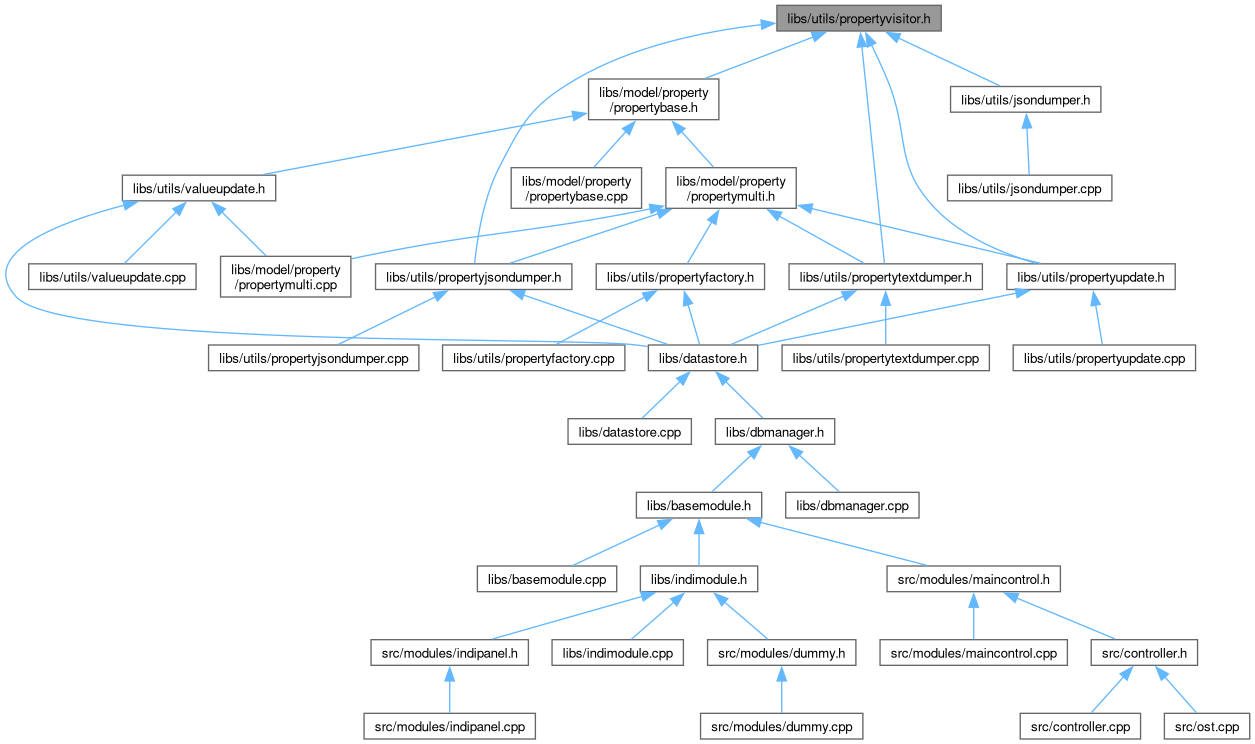 libs/utils/propertyvisitor.h
libs/model/property
/propertybase.h
libs/utils/jsondumper.h
libs/utils/valueupdate.h
libs/model/property
/propertybase.cpp
libs/model/property
/propertymulti.h
libs/utils/jsondumper.cpp
libs/utils/valueupdate.cpp
libs/model/property
/propertymulti.cpp
libs/utils/propertyjsondumper.h
libs/utils/propertyfactory.h
libs/utils/propertytextdumper.h
libs/utils/propertyupdate.h
libs/utils/propertyjsondumper.cpp
libs/utils/propertyfactory.cpp
libs/datastore.h
libs/utils/propertytextdumper.cpp
libs/utils/propertyupdate.cpp
libs/datastore.cpp
libs/dbmanager.h
libs/basemodule.h
libs/dbmanager.cpp
libs/basemodule.cpp
libs/indimodule.h
src/modules/maincontrol.h
src/modules/indipanel.h
libs/indimodule.cpp
src/modules/dummy.h
src/modules/maincontrol.cpp
src/controller.h
src/modules/indipanel.cpp
src/modules/dummy.cpp
src/controller.cpp
src/ost.cpp